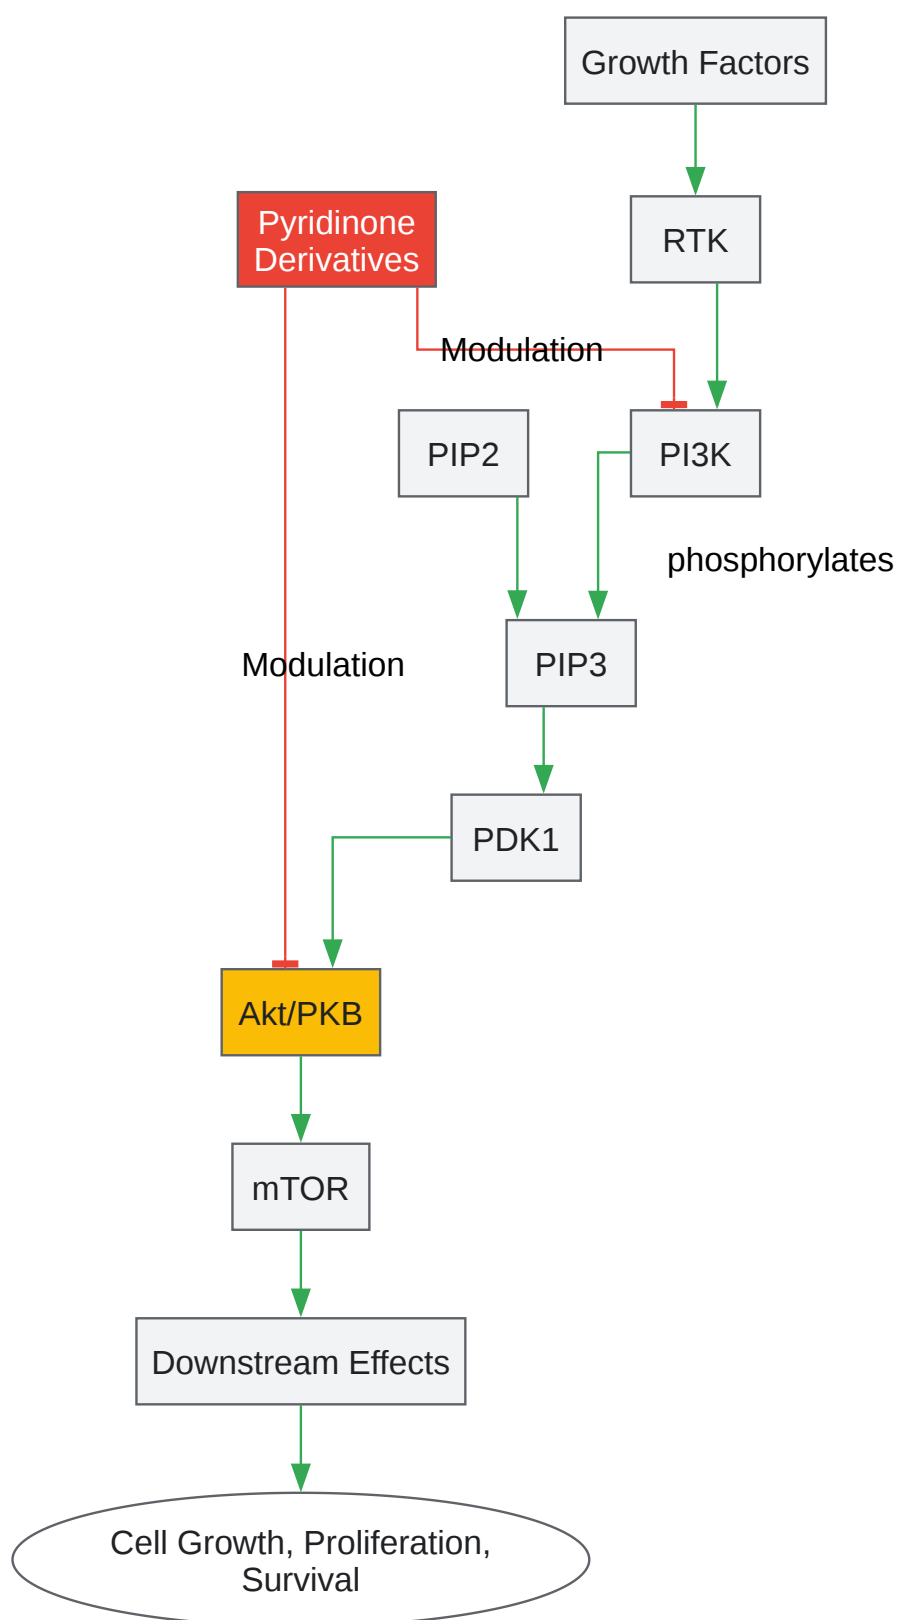 Growth Factors
Pyridinone
Derivatives
RTK
Modulation
PIP2
PI3K
phosphorylates
Modulation
PIP3
PDK1
Akt/PKB
mTOR
Downstream Effects
Cell Growth, Proliferation,
Survival